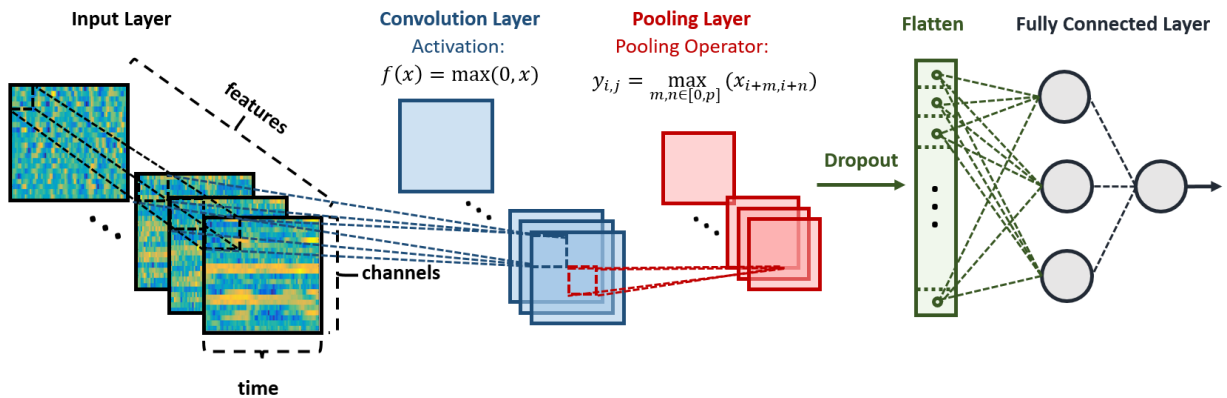 Input Layer
features
channels
time
Convolution Layer
Activation:
f(x) = max(0, x)
Pooling Layer
Pooling Operator:
y_{i,j} = max_{m,n∈[0,p]} (x_{i+m,i+n})
Dropout
Flatten
Fully Connected Layer